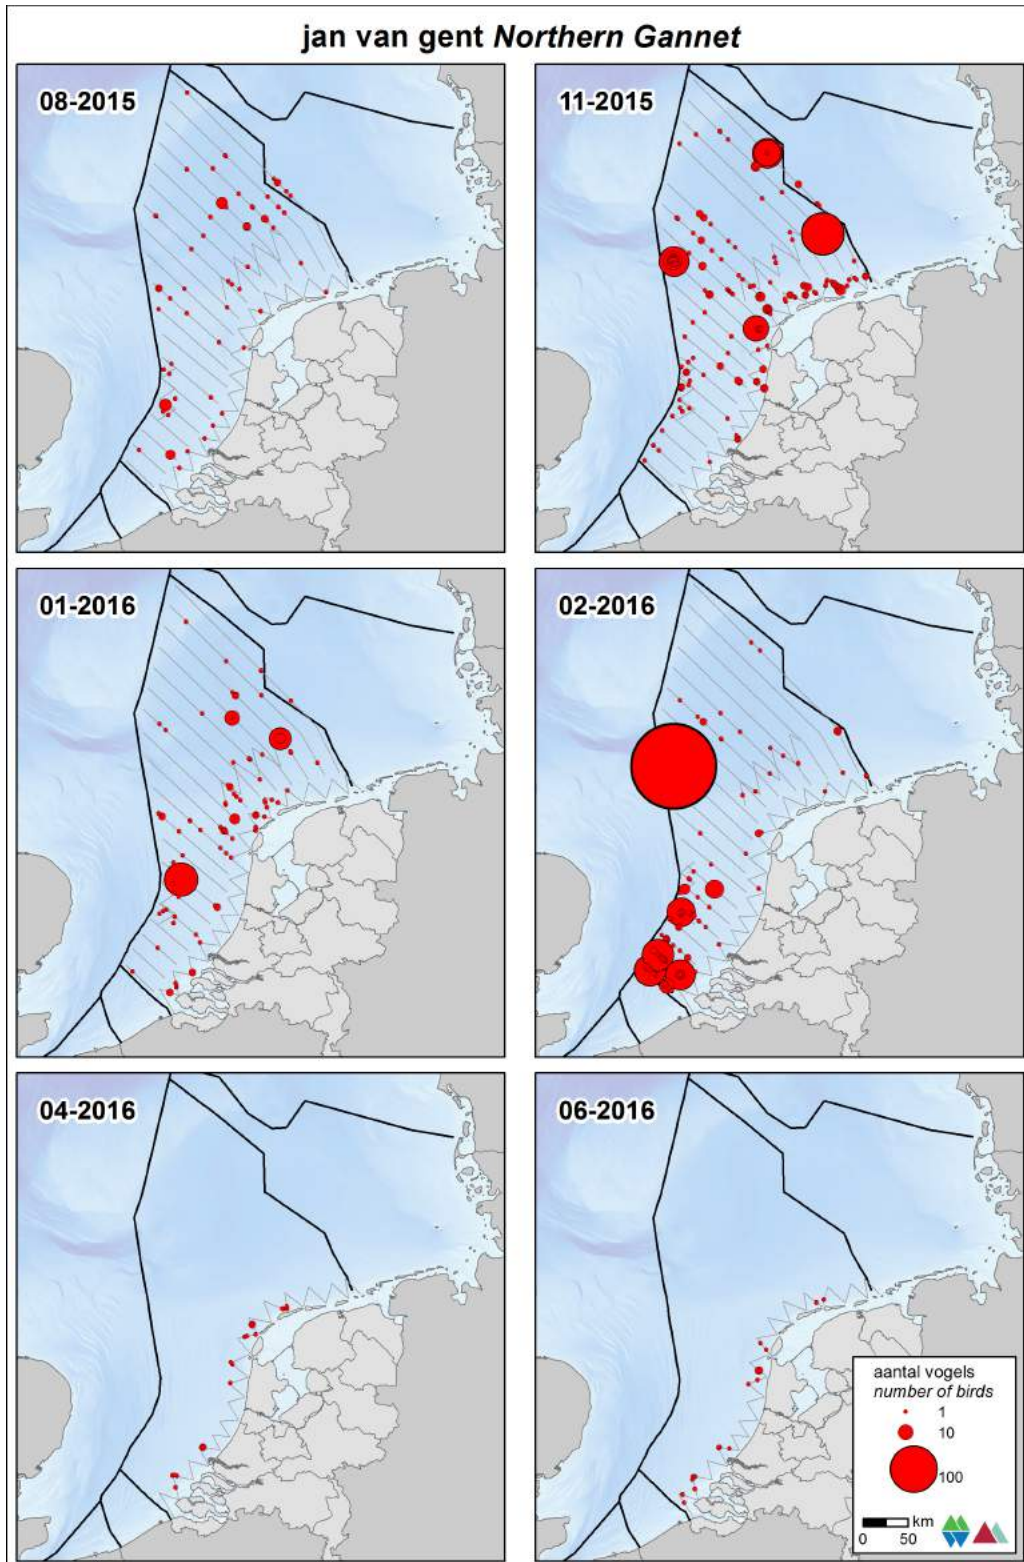 jan van gent Northern Gannet
08-2015
11-2015
01-2016
02-2016
04-2016
06-2016
aantal vogels
number of birds
1
10
100
km
0 50